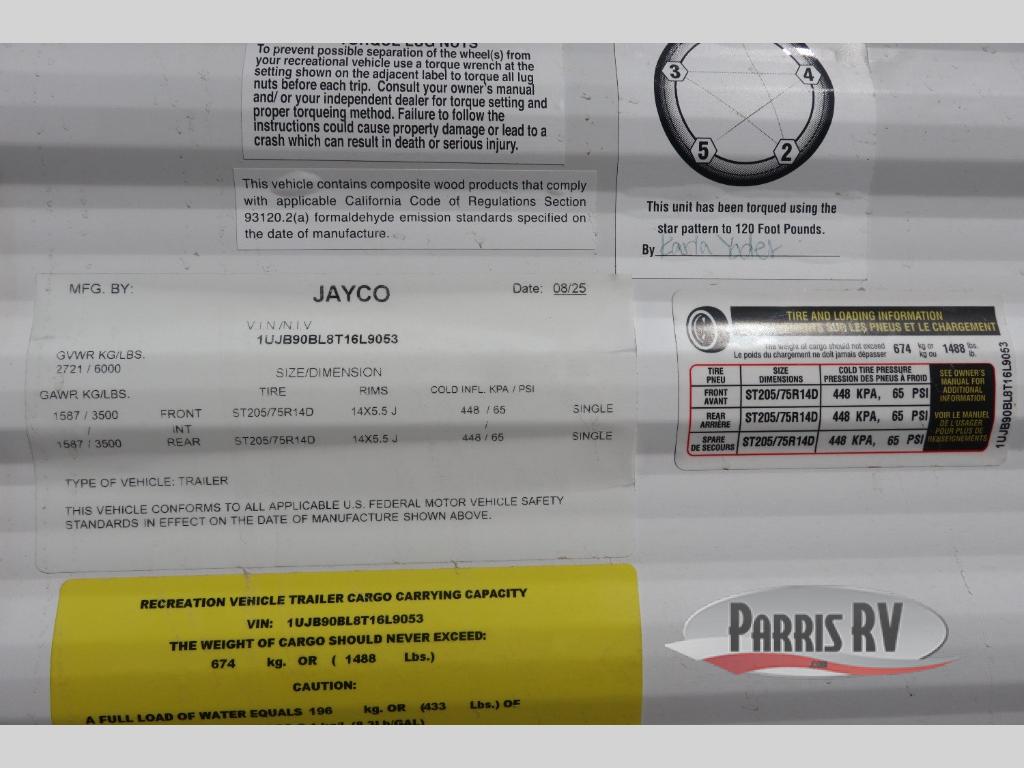 TORQUE LUG NUTS
To prevent possible separation of the wheel(s) from
your recreational vehicle use a torque wrench at the
setting shown on the adjacent label to torque all lug
nuts before each trip. Consult your owner's manual
and/ or your independent dealer for torque setting and
proper torqueing method. Failure to follow the
instructions could cause property damage or lead to a
crash which can result in death or serious injury.
3
4
5
2
This unit has been torqued using the
star pattern to 120 Foot Pounds.
By Karla Yoder
This vehicle contains composite wood products that comply
with applicable California Code of Regulations Section
93120.2(a) formaldehyde emission standards specified on
the date of manufacture.
MFG. BY: JAYCO Date: 08/25
V.I.N./N.I.V
1UJB90BL8T16L9053
GVWR KG/LBS.
2721 / 6000
SIZE/DIMENSION
GAWR KG/LBS. TIRE RIMS COLD INFL. KPA / PSI
1587 / 3500 FRONT ST205/75R14D 14X5.5 J 448 / 65 SINGLE
/ INT /
1587 / 3500 REAR ST205/75R14D 14X5.5 J 448 / 65 SINGLE
TYPE OF VEHICLE: TRAILER
THIS VEHICLE CONFORMS TO ALL APPLICABLE U.S. FEDERAL MOTOR VEHICLE SAFETY
STANDARDS IN EFFECT ON THE DATE OF MANUFACTURE SHOWN ABOVE.
TIRE AND LOADING INFORMATION
SUR LES PNEUS ET LE CHARGEMENT
The weight of cargo should not exceed 674 kg or 1488 lbs.
Le poids du chargement ne doit jamais dépasser kg ou lb.
TIRE SIZE COLD TIRE PRESSURE
PNEU DIMENSIONS PRESSION DES PNEUS À FROID
FRONT
AVANT ST205/75R14D 448 KPA, 65 PSI
REAR
ARRIÈRE ST205/75R14D 448 KPA, 65 PSI
SPARE
DE SECOURS ST205/75R14D 448 KPA, 65 PSI
SEE OWNER'S
MANUAL FOR
ADDITIONAL
INFORMATION
VOIR LE MANUEL
DE L'USAGER
POUR PLUS DE
RENSEIGNEMENTS
1UJB90BL8T16L9053
RECREATION VEHICLE TRAILER CARGO CARRYING CAPACITY
VIN: 1UJB90BL8T16L9053
THE WEIGHT OF CARGO SHOULD NEVER EXCEED:
674 kg. OR ( 1488 Lbs.)
CAUTION:
A FULL LOAD OF WATER EQUALS 196 kg. OR (433 Lbs.) OF
PARRIS RV
.com